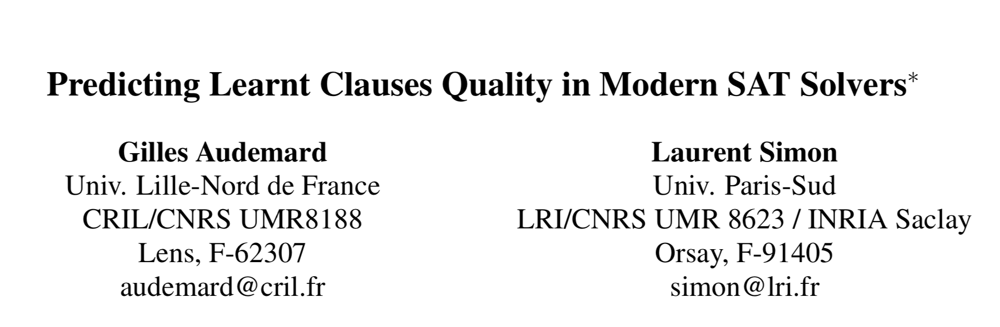 Predicting Learnt Clauses Quality in Modern SAT Solvers*
Gilles Audemard
Univ. Lille-Nord de France
CRIL/CNRS UMR8188
Lens, F-62307
audemard@cril.fr
Laurent Simon
Univ. Paris-Sud
LRI/CNRS UMR 8623 / INRIA Saclay
Orsay, F-91405
simon@lri.fr